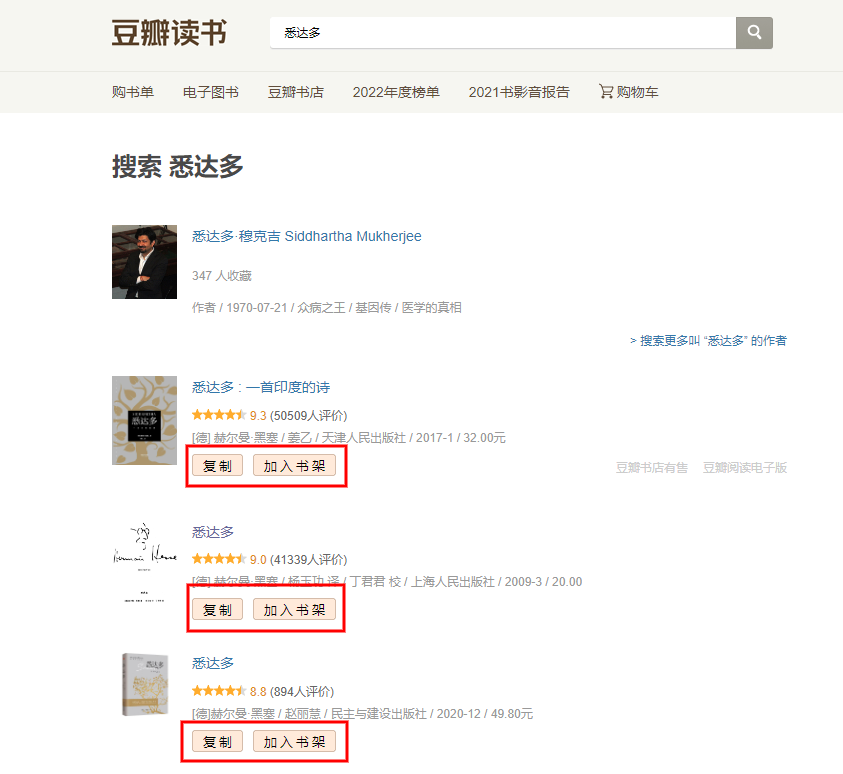 豆瓣读书
悉达多
购书单 电子图书 豆瓣书店 2022年度榜单 2021书影音报告 购物车
搜索 悉达多
悉达多·穆克吉 Siddhartha Mukherjee
347 人收藏
作者 / 1970-07-21 / 众病之王 / 基因传 / 医学的真相
> 搜索更多叫 “悉达多” 的作者
悉达多
悉达多 : 一首印度的诗
9.3 (50509人评价)
[德] 赫尔曼·黑塞 / 姜乙 / 天津人民出版社 / 2017-1 / 32.00元
复制 加入书架
豆瓣书店有售 豆瓣阅读电子版
悉达多
9.0 (41339人评价)
[德] 赫尔曼·黑塞 / 杨玉功 译 / 丁君君 校 / 上海人民出版社 / 2009-3 / 20.00
复制 加入书架
悉达多
悉达多
8.8 (894人评价)
[德]赫尔曼·黑塞 / 赵丽慧 / 民主与建设出版社 / 2020-12 / 49.80元
复制 加入书架